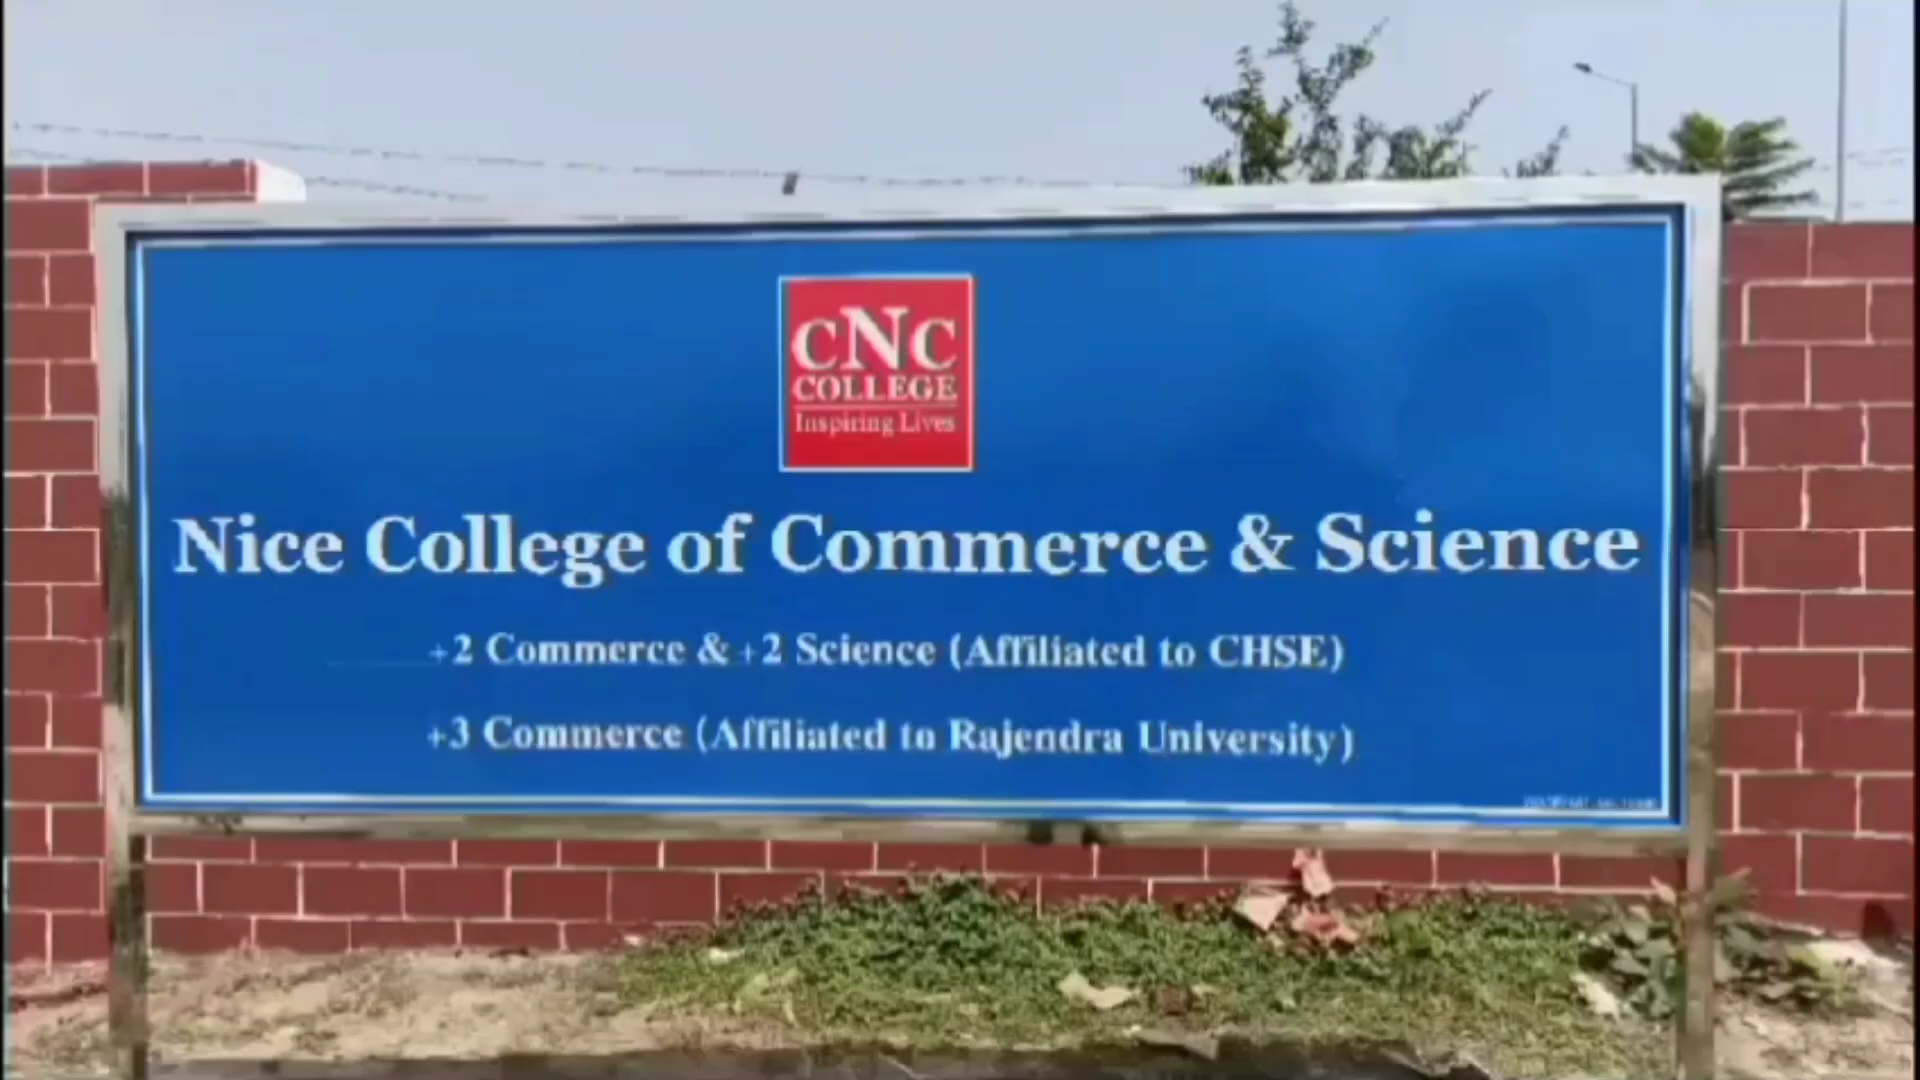 CNC
COLLEGE
Inspiring Lives
Nice College of Commerce & Science
+2 Commerce & +2 Science (Affiliated to CHSE)
+3 Commerce (Affiliated to Rajendra University)